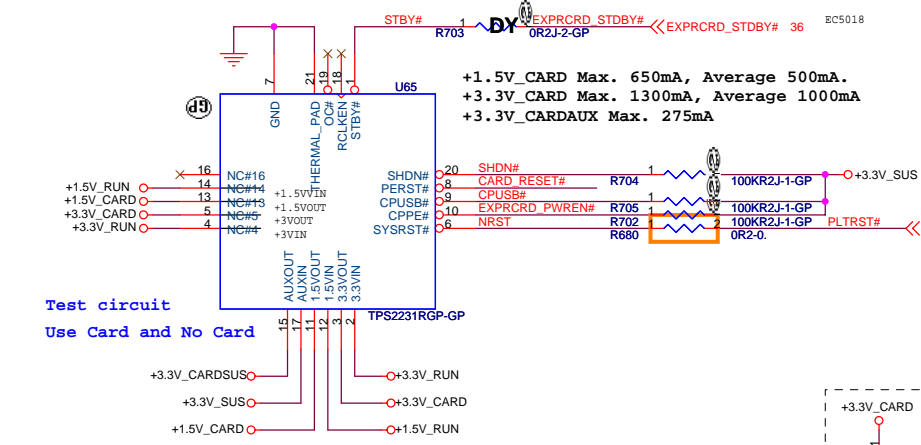 STBY# 1 DY EXPRCRD_STDBY# EXPRCRD_STDBY# 36 EC5018
R703 0R2J-2-GP
+1.5V_CARD Max. 650mA, Average 500mA.
+3.3V_CARD Max. 1300mA, Average 1000mA
+3.3V_CARDAUX Max. 275mA
7 21 19 18 1 U65
GP
GND THERMAL_PAD OC# RCLKEN STBY#
16 NC#16 SHDN# 20 SHDN# 1
+1.5V_RUN 14 NC#14 +1.5VVIN PERST# 8 CARD_RESET# R704 100KR2J-1-GP +3.3V_SUS
+1.5V_CARD 13 NC#13 +1.5VOUT CPUSB# 9 CPUSB# 1
+3.3V_CARD 5 NC#5 +3VOUT CPPE# 10 EXPRCRD_PWREN# R705 1 100KR2J-1-GP
+3.3V_RUN 4 NC#4 +3VIN SYSRST# 6 NRST R702 1 2 100KR2J-1-GP PLTRST#
R680 0R2-0.
AUXOUT AUXIN 1.5VOUT 1.5VIN 3.3VOUT 3.3VIN
Test circuit
Use Card and No Card
TPS2231RGP-GP
15 17 11 12 3 2
+3.3V_CARDSUS +3.3V_RUN
+3.3V_SUS +3.3V_CARD
+1.5V_CARD +1.5V_RUN
+3.3V_CARD
1